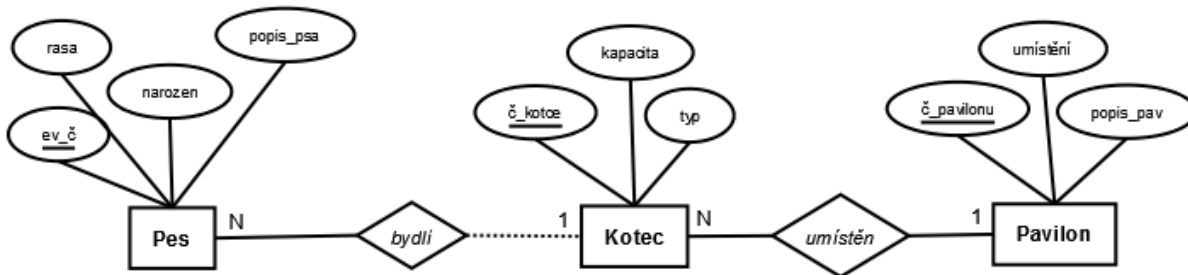 rasa
popis_psa
narozen
ev_č
kapacita
č_kotce
typ
umístění
č_pavilonu
popis_pav
Pes
N
bydlí
1
Kotec
N
umístěn
1
Pavilon